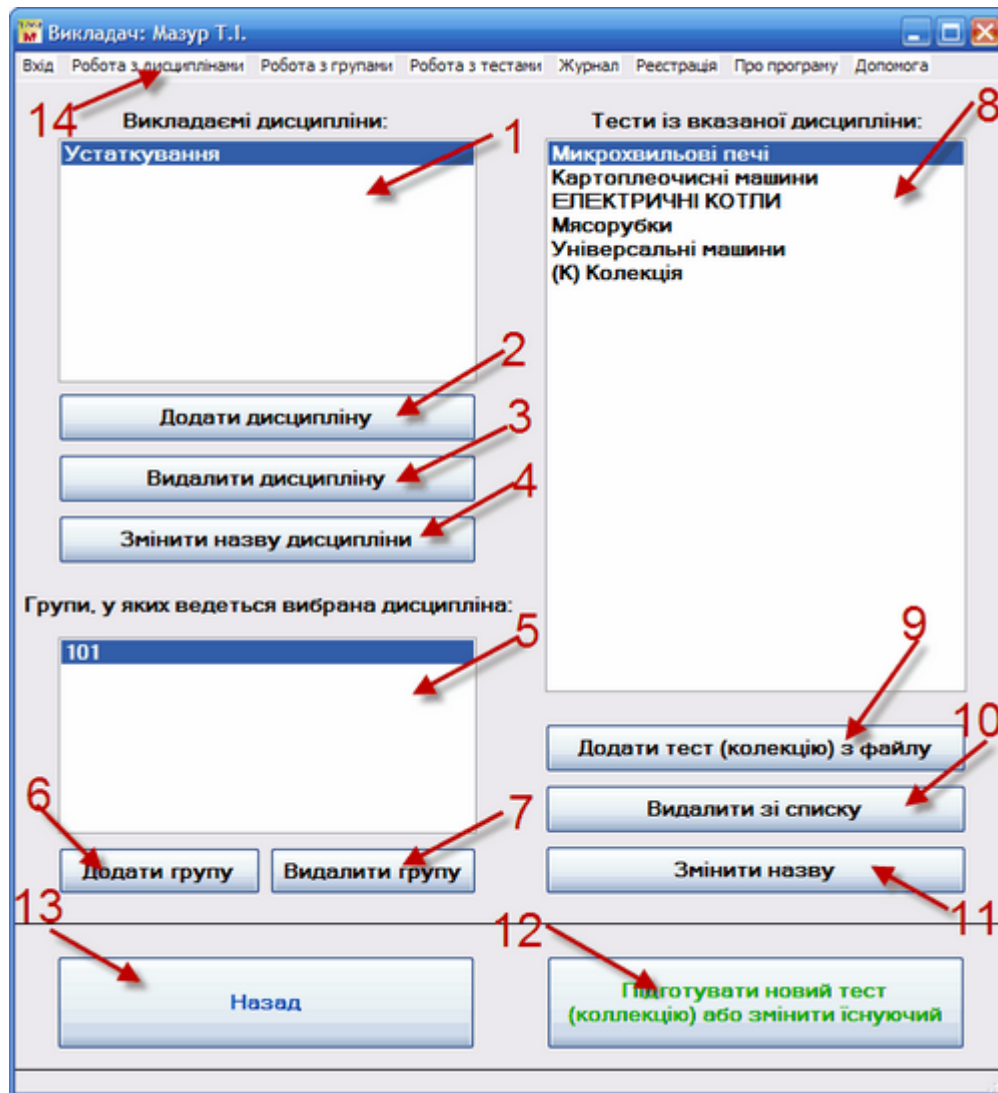 Викладач: Мазур Т.І.
Вхід Робота з дисциплінами Робота з групами Робота з тестами Журнал Реєстрація Про програму Допомога
14
Викладаємі дисципліни:
1
Устаткування
2
Додати дисципліну
3
Видалити дисципліну
4
Змінити назву дисципліни
Групи, у яких ведеться вибрана дисципліна:
5
101
6
7
Додати групу
Видалити групу
Тести із вказаної дисципліни:
8
Микрохвильові печі
Картоплеочисні машини
ЕЛЕКТРИЧНІ КОТЛИ
Мясорубки
Універсальні машини
(К) Колекція
9
Додати тест (колекцію) з файлу
10
Видалити зі списку
Змінити назву
11
13
Назад
12
Підготувати новий тест
(коллекцію) або змінити їснуючий